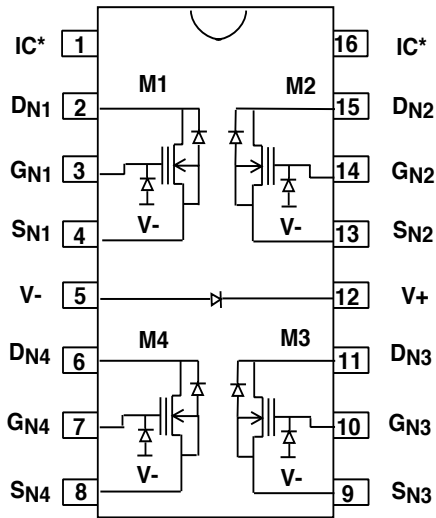 IC* 1 16 IC*
M1 M2
DN1 2 15 DN2
GN1 3 14 GN2
V- V-
SN1 4 13 SN2
V- 5 12 V+
M4 M3
DN4 6 11 DN3
GN4 7 10 GN3
V- V-
SN4 8 9 SN3